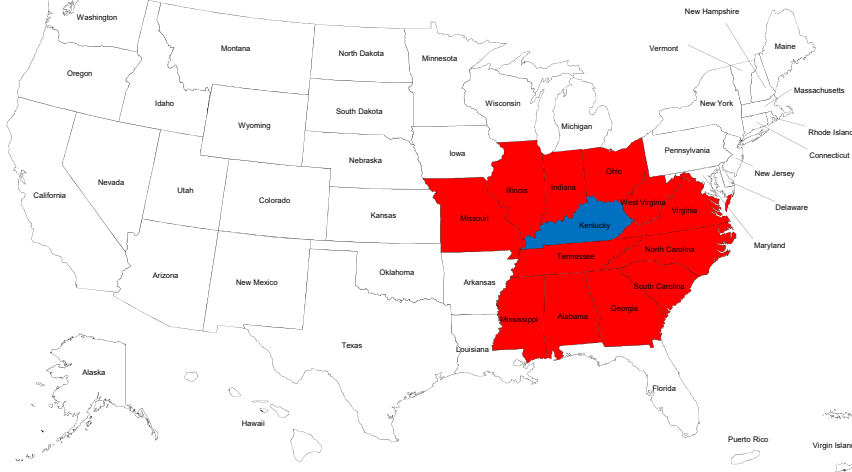 New Hampshire
Washington
Vermont
Maine
Montana
North Dakota
Minnesota
Oregon
Massachusetts
Idaho
Wisconsin
New York
South Dakota
Michigan
Wyoming
Rhode Island
Iowa
Pennsylvania
Nebraska
Connecticut
Ohio
New Jersey
Nevada
Utah
Illinois
Indiana
California
Colorado
West Virginia
Delaware
Kansas
Missouri
Virginia
Kentucky
Maryland
North Carolina
Tennessee
Arizona
Oklahoma
New Mexico
Arkansas
South Carolina
Georgia
Mississippi
Alabama
Texas
Louisiana
Alaska
Florida
Hawaii
Puerto Rico
Virgin Islan